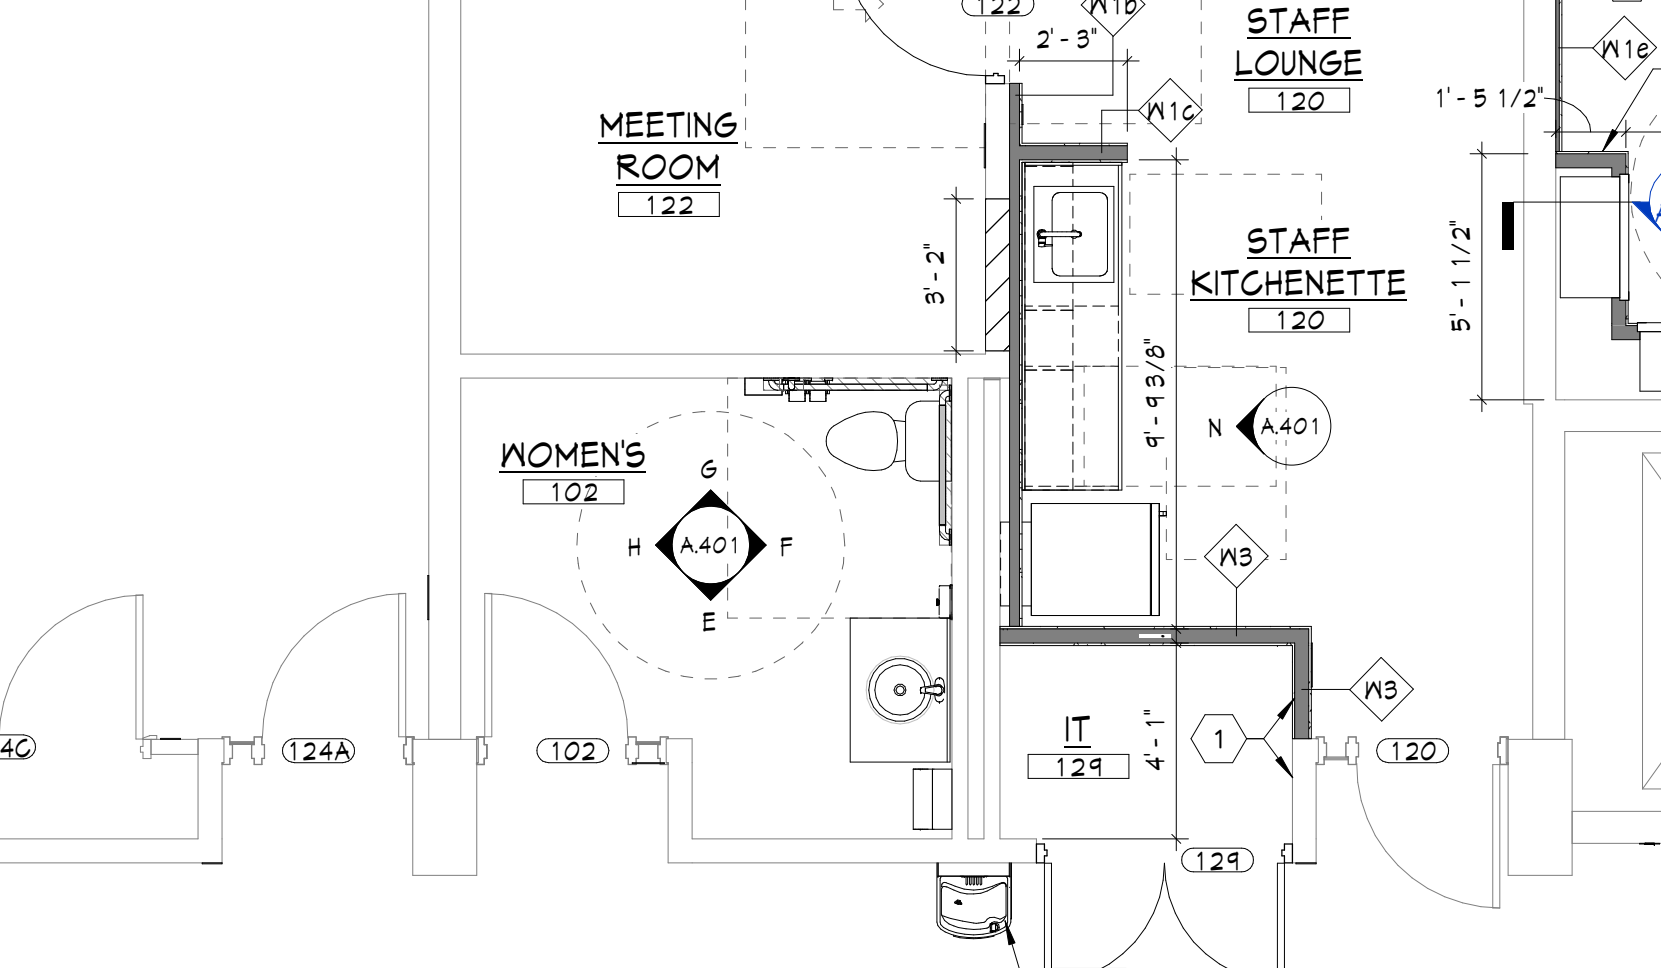 122
W1b
2'- 3"
STAFF
LOUNGE
120
W1e
1'- 5 1/2"
W1c
MEETING
ROOM
122
3'- 2"
STAFF
KITCHENETTE
120
5'- 1 1/2"
9'- 9 3/8"
N
A.401
WOMEN'S
102
G
H
A.401
F
E
W3
W3
IT
129
4'- 1"
1
4C
124A
102
120
129